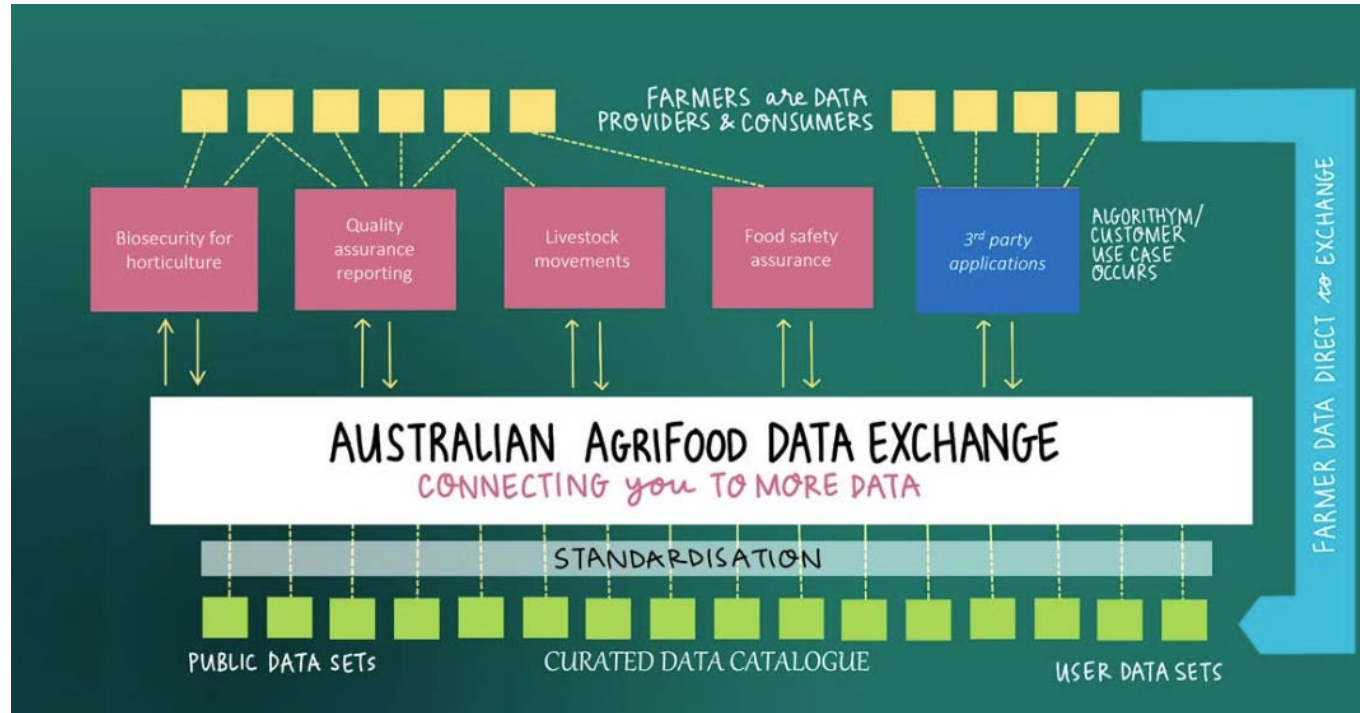 FARMERS are DATA
PROVIDERS & CONSUMERS
Biosecurity for
horticulture
Quality
assurance
reporting
Livestock
movements
Food safety
assurance
3rd party
applications
ALGORITHYM/
CUSTOMER
USE CASE
OCCURS
FARMER DATA DIRECT to EXCHANGE
AUSTRALIAN AGRIFOOD DATA EXCHANGE
CONNECTING you TO MORE DATA
STANDARDISATION
PUBLIC DATA SETS
CURATED DATA CATALOGUE
USER DATA SETS